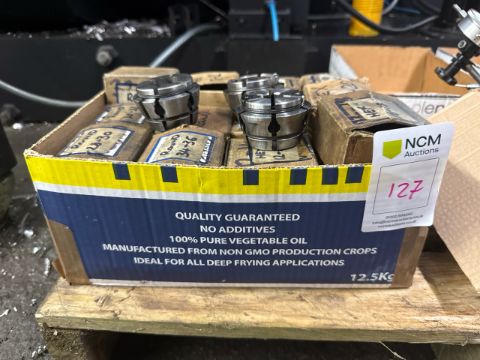 NCM
Auctions
127
QUALITY GUARANTEED
NO ADDITIVES
100% PURE VEGETABLE OIL
MANUFACTURED FROM NON GMO PRODUCTION CROPS
IDEAL FOR ALL DEEP FRYING APPLICATIONS
12.5Kg